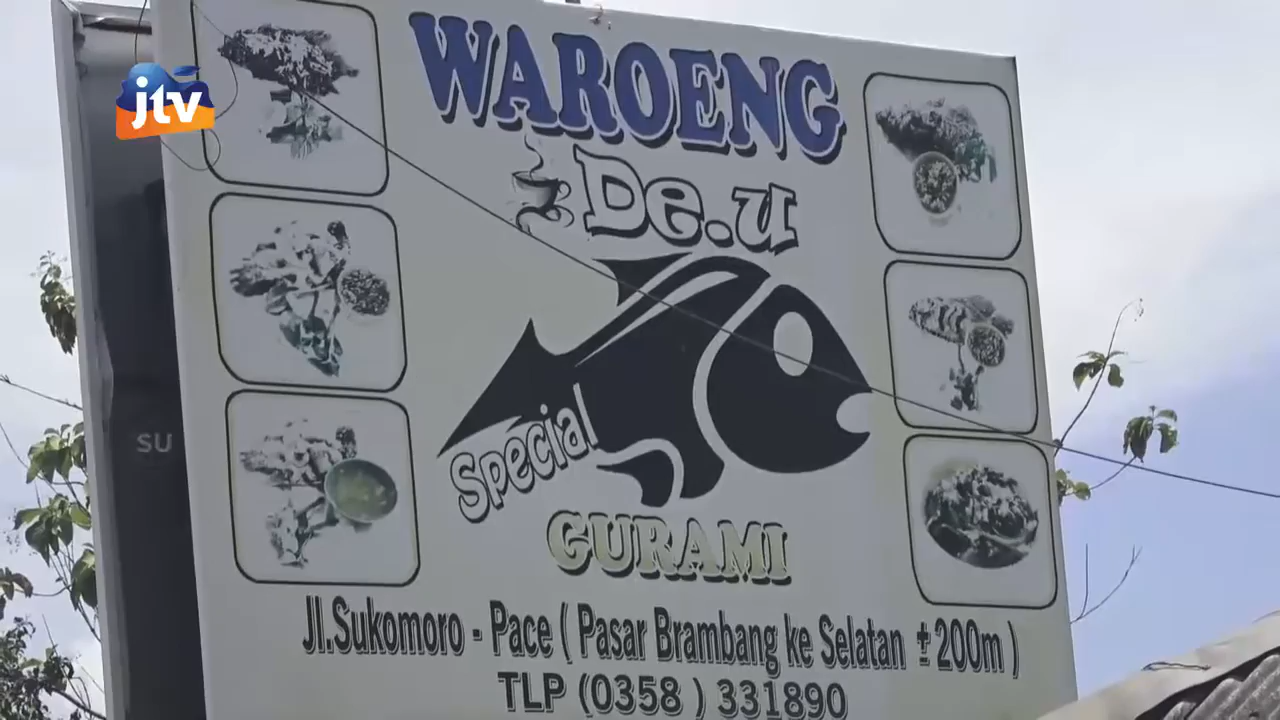 jtv
WAROENG
De.u
Special
GURAMI
Jl.Sukomoro - Pace ( Pasar Brambang ke Selatan ± 200m )
TLP (0358 ) 331890
SU